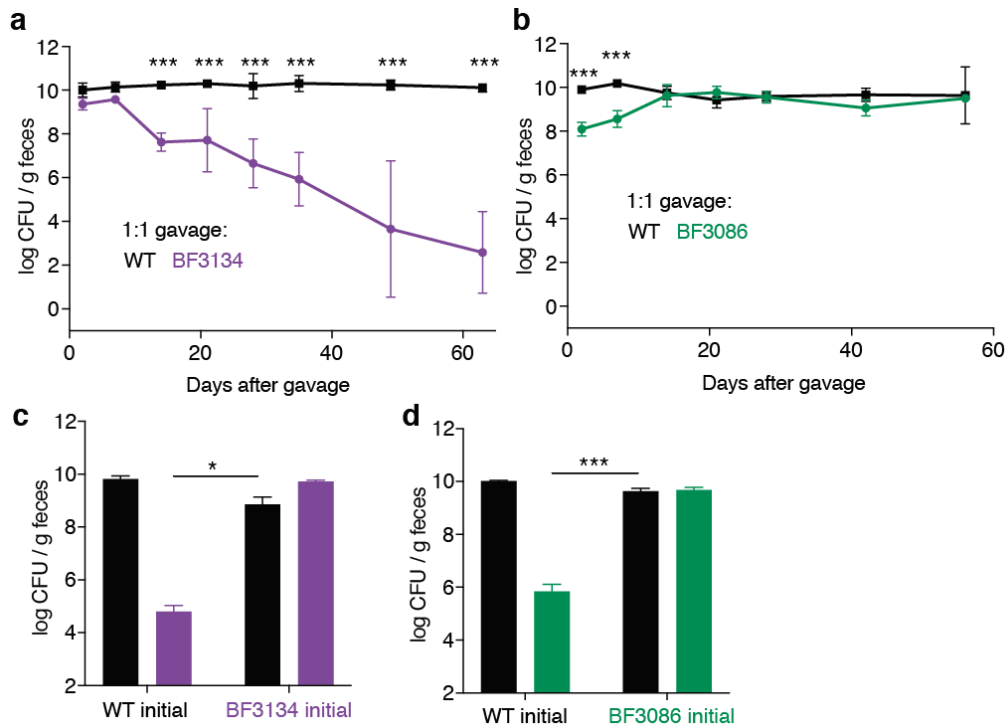 a
12
10
8
6
4
2
0
log CFU / g feces
*** *** *** *** *** ***
1:1 gavage:
WT BF3134
0 20 40 60
Days after gavage
b
12
10
8
6
4
2
0
log CFU / g feces
*** ***
1:1 gavage:
WT BF3086
0 20 40 60
Days after gavage
c
12
10
8
6
4
2
log CFU / g feces
*
WT initial BF3134 initial
d
12
10
8
6
4
2
log CFU / g feces
***
WT initial BF3086 initial